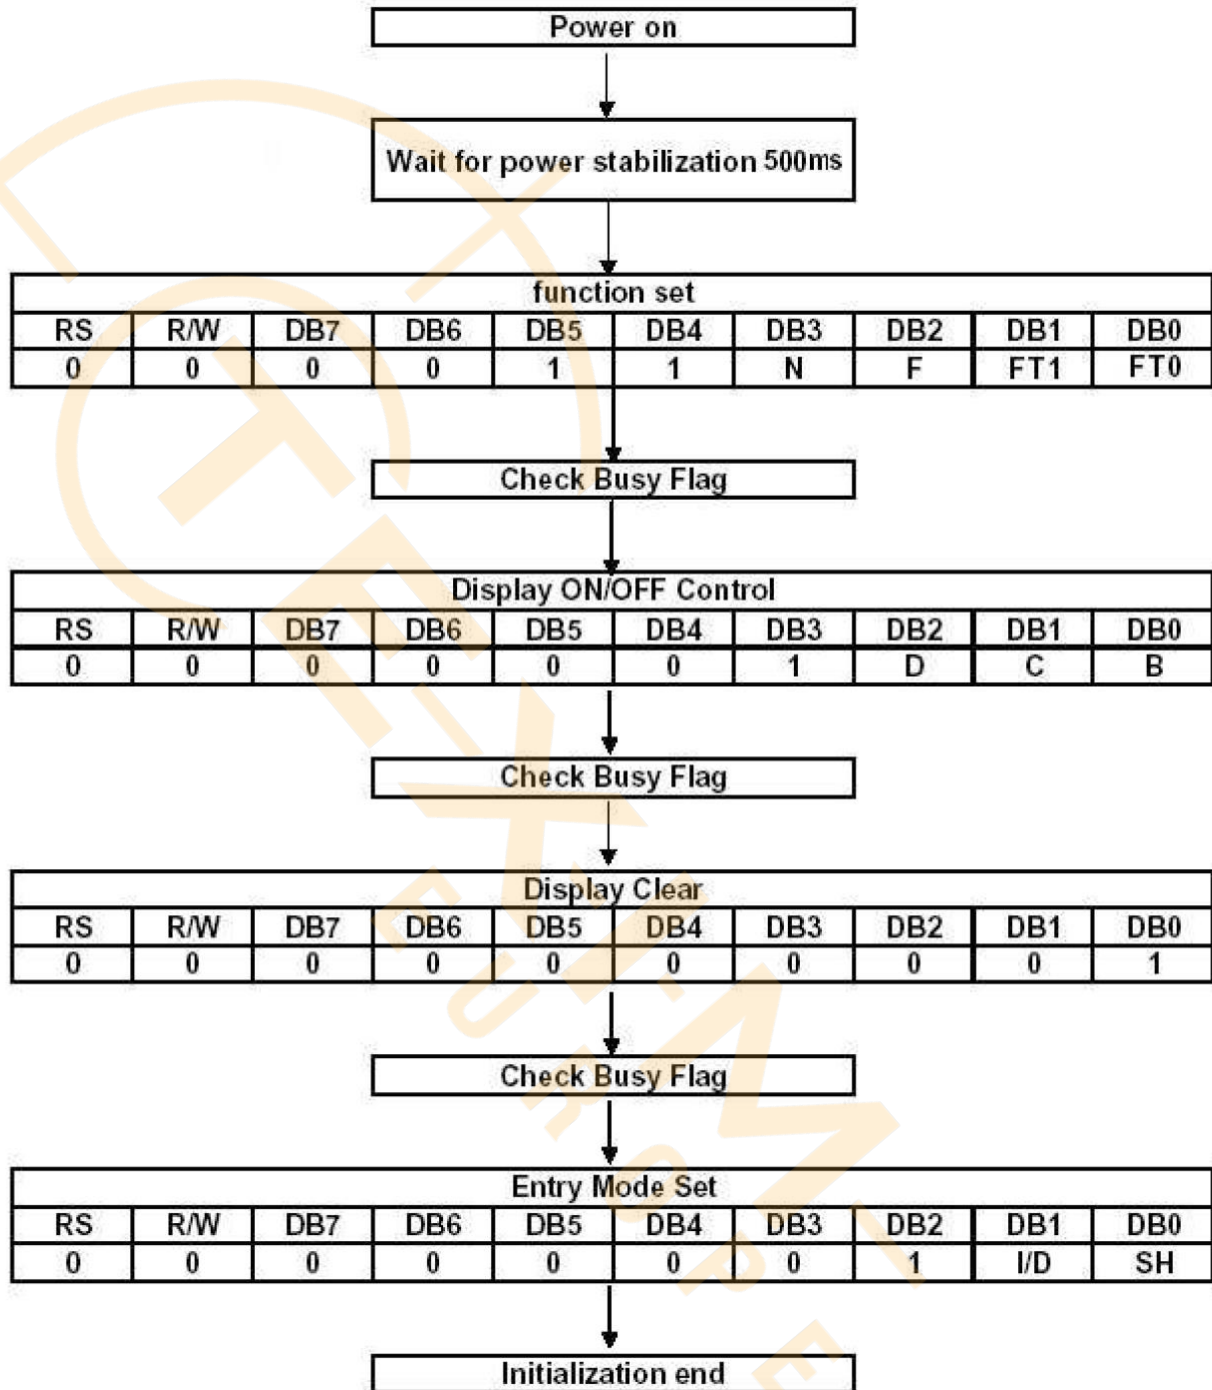 Power on
Wait for power stabilization 500ms
function set
RS R/W DB7 DB6 DB5 DB4 DB3 DB2 DB1 DB0
0 0 0 0 1 1 N F FT1 FT0
Check Busy Flag
Display ON/OFF Control
RS R/W DB7 DB6 DB5 DB4 DB3 DB2 DB1 DB0
0 0 0 0 0 0 1 D C B
Check Busy Flag
Display Clear
RS R/W DB7 DB6 DB5 DB4 DB3 DB2 DB1 DB0
0 0 0 0 0 0 0 0 0 1
Check Busy Flag
Entry Mode Set
RS R/W DB7 DB6 DB5 DB4 DB3 DB2 DB1 DB0
0 0 0 0 0 0 0 1 I/D SH
Initialization end
TEXIM
EUROPE